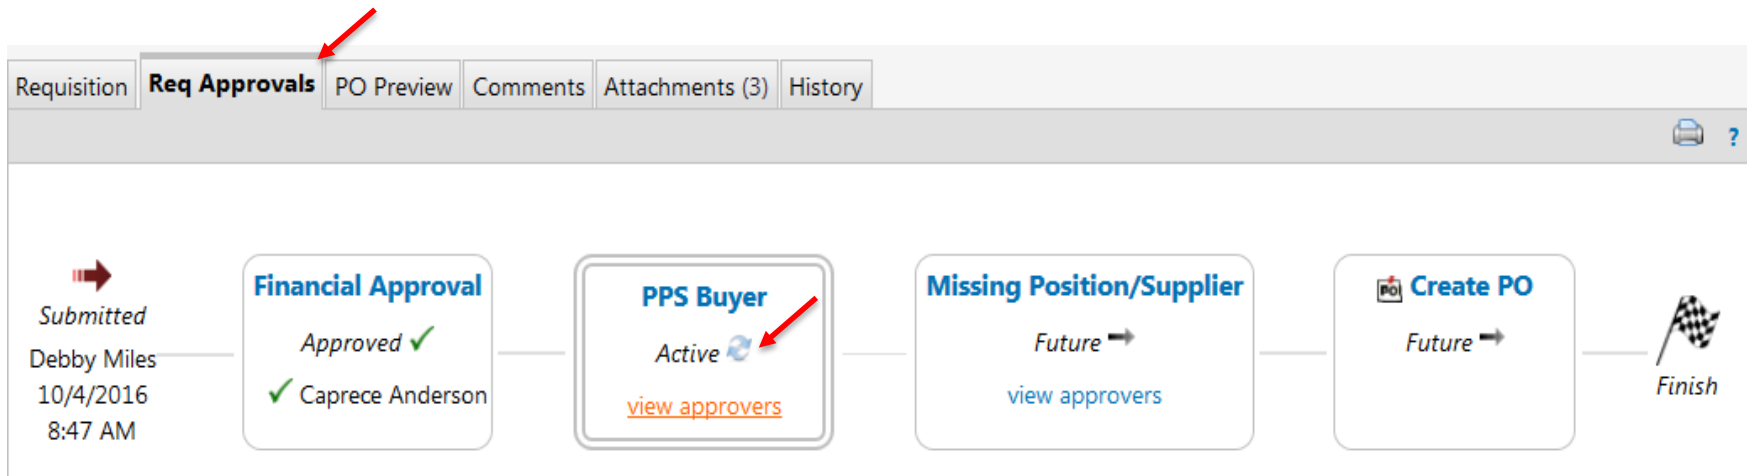 Requisition
Req Approvals
PO Preview
Comments
Attachments (3)
History
?
Submitted
Debby Miles
10/4/2016
8:47 AM
Financial Approval
Approved
Caprece Anderson
PPS Buyer
Active
view approvers
Missing Position/Supplier
Future
view approvers
PO
Create PO
Future
Finish